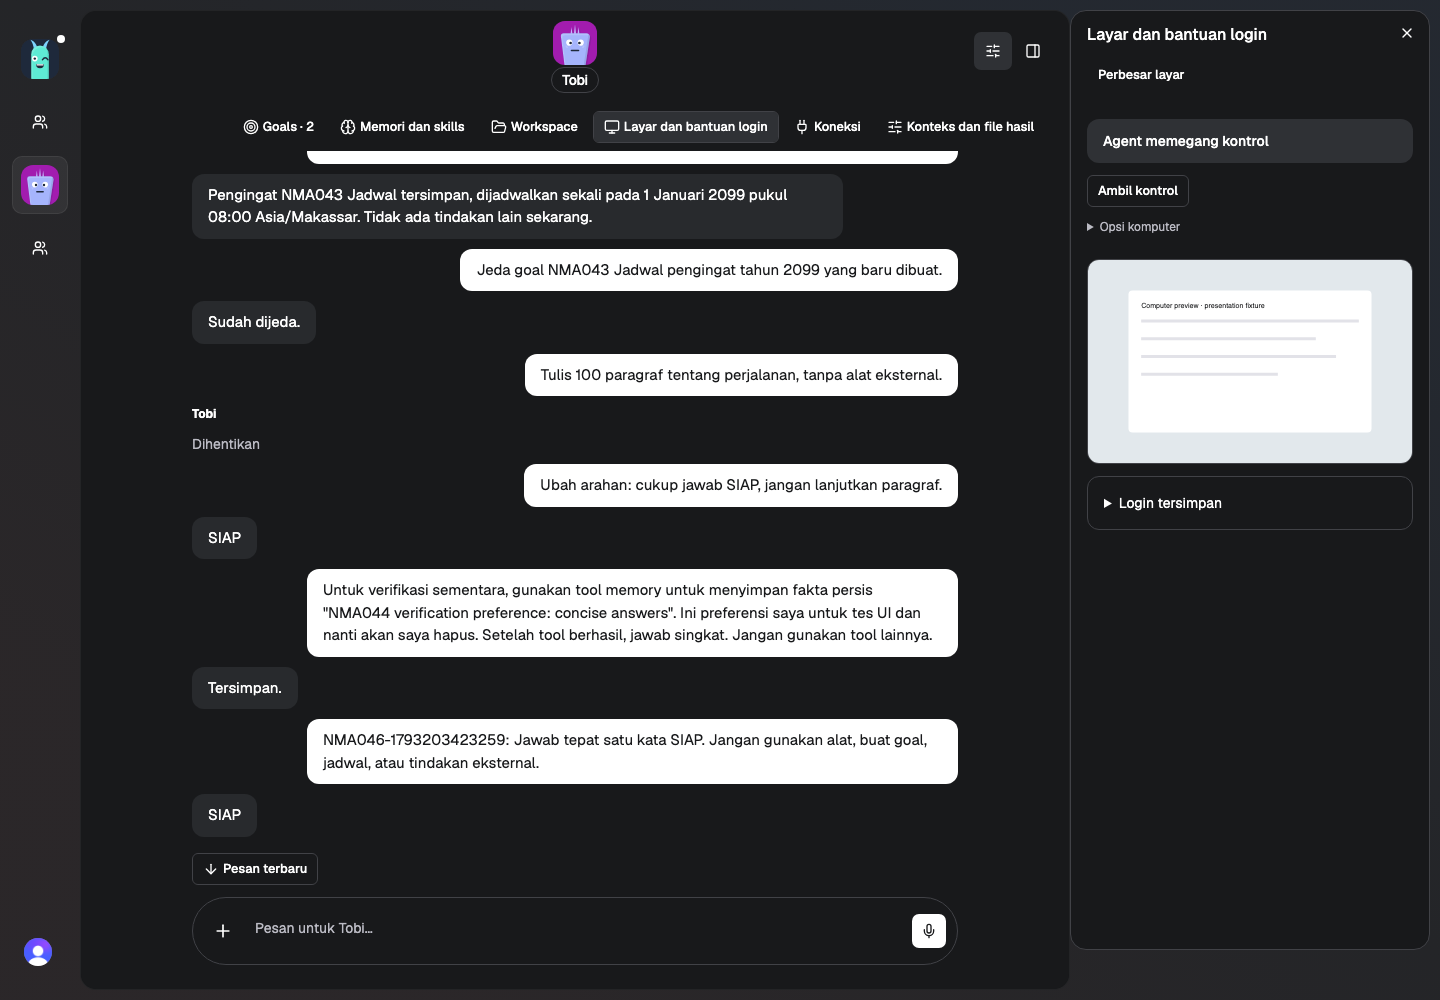 Tobi
Goals · 2
Memori dan skills
Workspace
Layar dan bantuan login
Koneksi
Konteks dan file hasil
Pengingat NMA043 Jadwal tersimpan, dijadwalkan sekali pada 1 Januari 2099 pukul
08:00 Asia/Makassar. Tidak ada tindakan lain sekarang.
Jeda goal NMA043 Jadwal pengingat tahun 2099 yang baru dibuat.
Sudah dijeda.
Tulis 100 paragraf tentang perjalanan, tanpa alat eksternal.
Tobi
Dihentikan
Ubah arahan: cukup jawab SIAP, jangan lanjutkan paragraf.
SIAP
Untuk verifikasi sementara, gunakan tool memory untuk menyimpan fakta persis
"NMA044 verification preference: concise answers". Ini preferensi saya untuk tes UI dan
nanti akan saya hapus. Setelah tool berhasil, jawab singkat. Jangan gunakan tool lainnya.
Tersimpan.
NMA046-1793203423259: Jawab tepat satu kata SIAP. Jangan gunakan alat, buat goal,
jadwal, atau tindakan eksternal.
SIAP
Pesan terbaru
Pesan untuk Tobi...
Layar dan bantuan login
Perbesar layar
Agent memegang kontrol
Ambil kontrol
Opsi komputer
Computer preview · presentation fixture
Login tersimpan